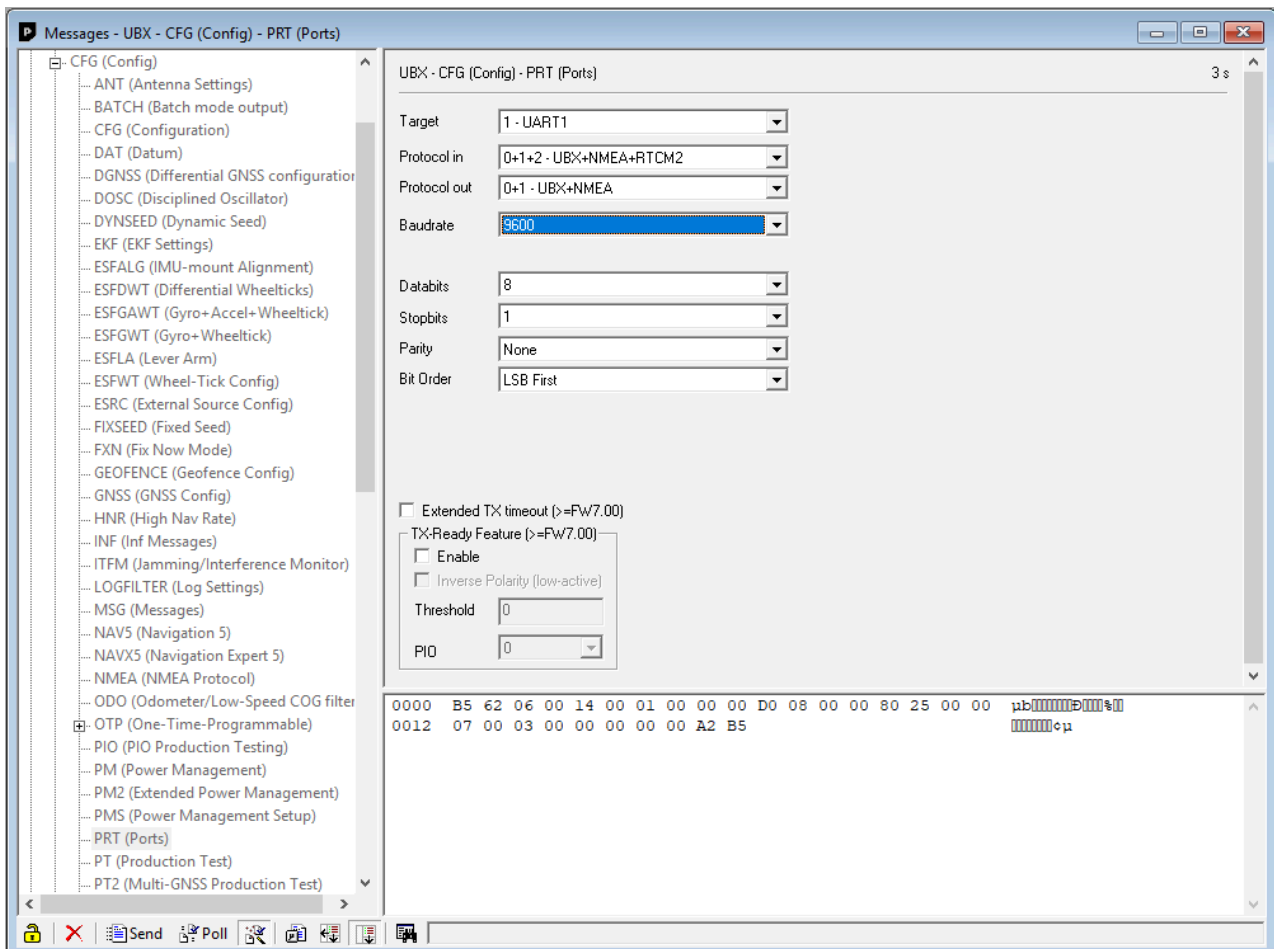 Messages - UBX - CFG (Config) - PRT (Ports)
CFG (Config)
ANT (Antenna Settings)
BATCH (Batch mode output)
CFG (Configuration)
DAT (Datum)
DGNSS (Differential GNSS configuration
DOSC (Disciplined Oscillator)
DYNSEED (Dynamic Seed)
EKF (EKF Settings)
ESFALG (IMU-mount Alignment)
ESFDWT (Differential Wheelticks)
ESFGAWT (Gyro+Accel+Wheeltick)
ESFGWT (Gyro+Wheeltick)
ESFLA (Lever Arm)
ESFWT (Wheel-Tick Config)
ESRC (External Source Config)
FIXSEED (Fixed Seed)
FXN (Fix Now Mode)
GEOFENCE (Geofence Config)
GNSS (GNSS Config)
HNR (High Nav Rate)
INF (Inf Messages)
ITFM (Jamming/Interference Monitor)
LOGFILTER (Log Settings)
MSG (Messages)
NAV5 (Navigation 5)
NAVX5 (Navigation Expert 5)
NMEA (NMEA Protocol)
ODO (Odometer/Low-Speed COG filter
OTP (One-Time-Programmable)
PIO (PIO Production Testing)
PM (Power Management)
PM2 (Extended Power Management)
PMS (Power Management Setup)
PRT (Ports)
PT (Production Test)
PT2 (Multi-GNSS Production Test)
UBX - CFG (Config) - PRT (Ports) 3 s
Target 1 - UART1
Protocol in 0+1+2 - UBX+NMEA+RTCM2
Protocol out 0+1 - UBX+NMEA
Baudrate 9600
Databits 8
Stopbits 1
Parity None
Bit Order LSB First
Extended TX timeout (>=FW7.00)
TX-Ready Feature (>=FW7.00)
Enable
Inverse Polarity (low-active)
Threshold 0
PIO 0
0000 B5 62 06 00 14 00 01 00 00 00 D0 08 00 00 80 25 00 00 µb Ð %
0012 07 00 03 00 00 00 00 00 A2 B5 ¢µ
Send Poll